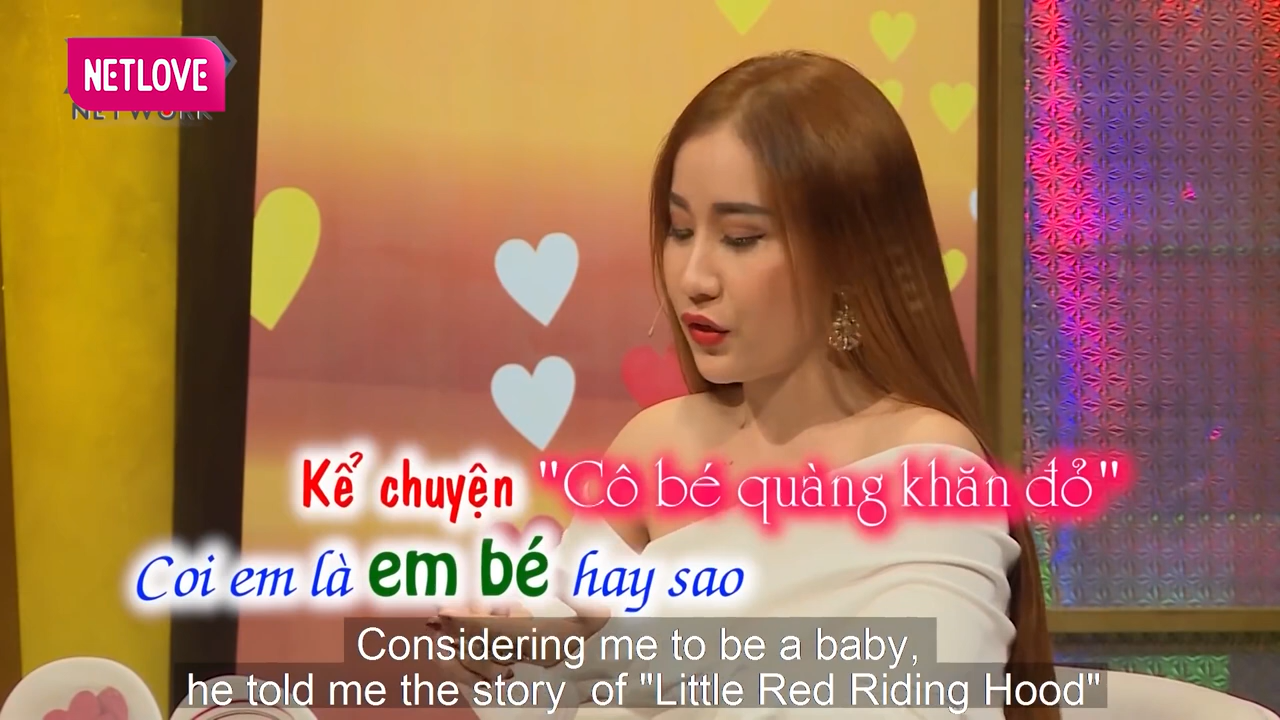 NETLOVE
NETWORK
Kể chuyện "Cô bé quàng khăn đỏ"
Coi em là em bé hay sao
Considering me to be a baby,
he told me the story of "Little Red Riding Hood"